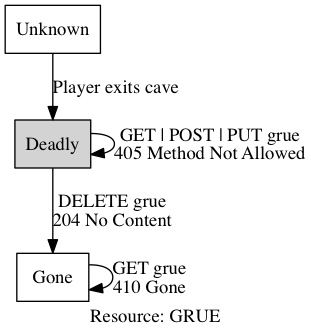 Unknown
Player exits cave
Deadly
GET | POST | PUT grue
405 Method Not Allowed
DELETE grue
204 No Content
Gone
GET grue
410 Gone
Resource: GRUE